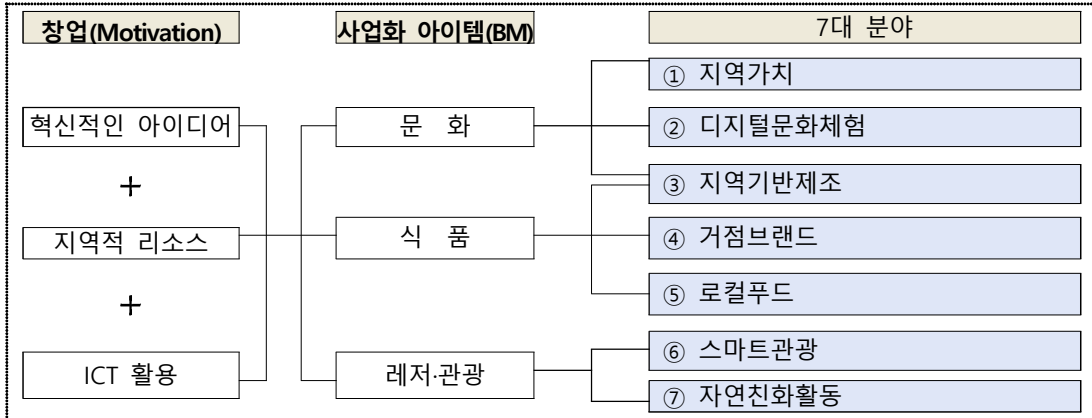 창업(Motivation)
사업화 아이템(BM)
7대 분야
혁신적인 아이디어
+
지역적 리소스
+
ICT 활용
문 화
식 품
레저·관광
① 지역가치
② 디지털문화체험
③ 지역기반제조
④ 거점브랜드
⑤ 로컬푸드
⑥ 스마트관광
⑦ 자연친화활동